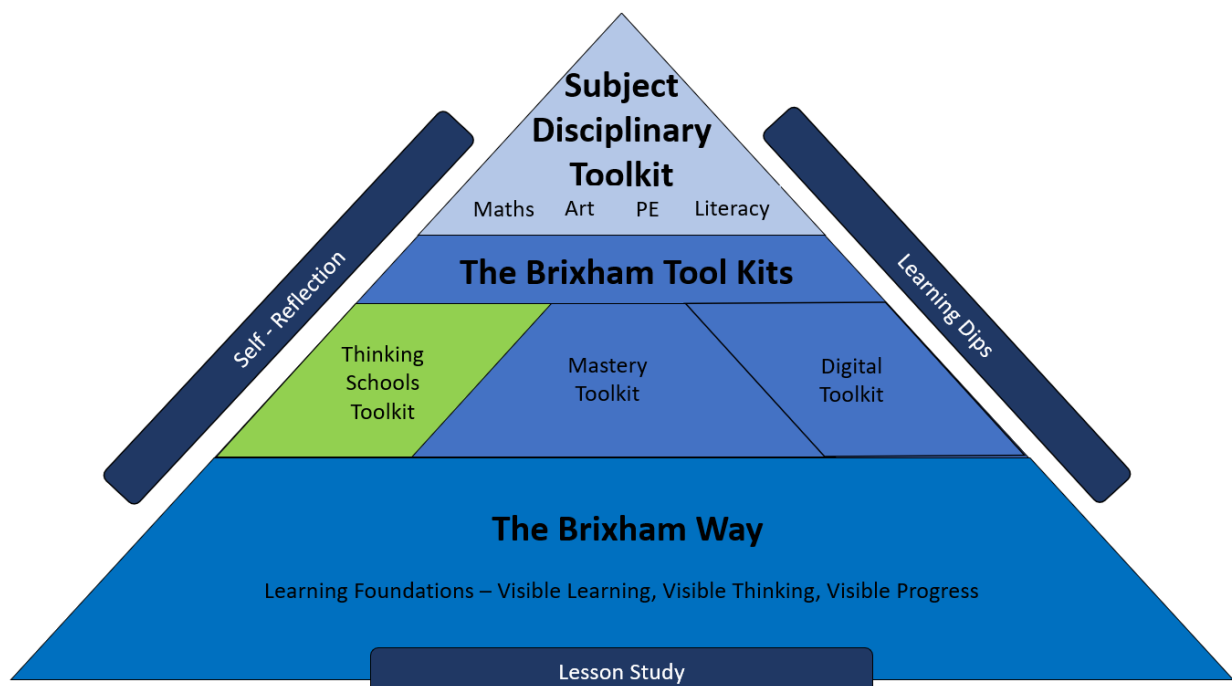 Subject
Disciplinary
Toolkit
Maths Art PE Literacy
The Brixham Tool Kits
Self - Reflection
Learning Dips
Thinking
Schools
Toolkit
Mastery
Toolkit
Digital
Toolkit
The Brixham Way
Learning Foundations – Visible Learning, Visible Thinking, Visible Progress
Lesson Study